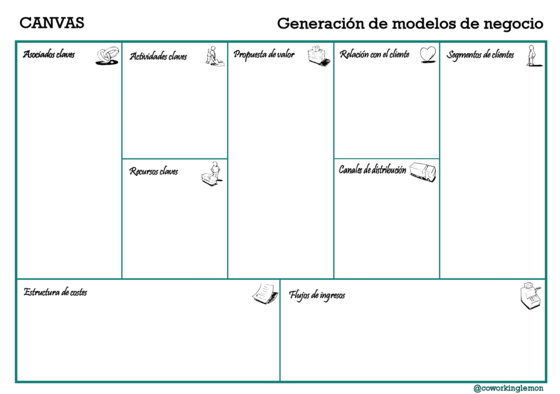 CANVAS
Generación de modelos de negocio
Asociados claves
Actividades claves
Propuesta de valor
Relación con el cliente
Segmentos de clientes
Recursos claves
Canales de distribución
Estructura de costes
Flujos de ingresos
@coworkinglemon